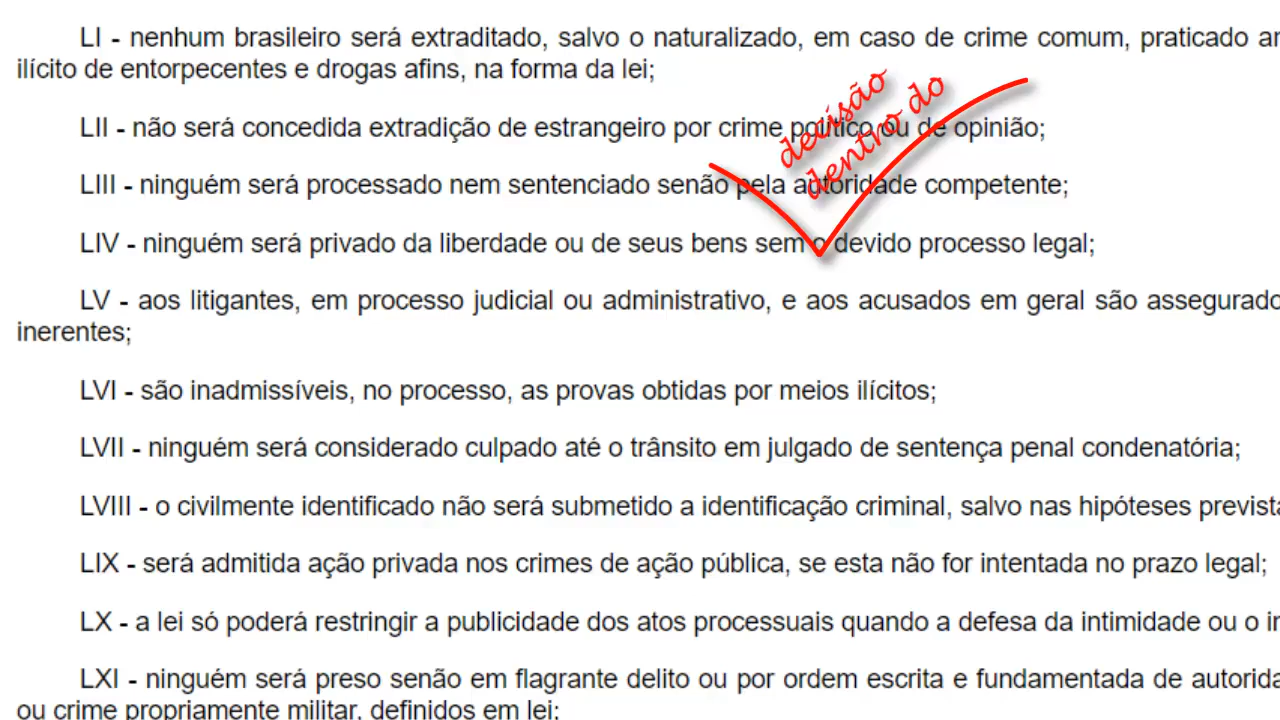 LI - nenhum brasileiro será extraditado, salvo o naturalizado, em caso de crime comum, praticado
ilícito de entorpecentes e drogas afins, na forma da lei;
LII - não será concedida extradição de estrangeiro por crime político ou de opinião;
LIII - ninguém será processado nem sentenciado senão pela autoridade competente;
LIV - ninguém será privado da liberdade ou de seus bens sem o devido processo legal;
LV - aos litigantes, em processo judicial ou administrativo, e aos acusados em geral são
inerentes;
LVI - são inadmissíveis, no processo, as provas obtidas por meios ilícitos;
LVII - ninguém será considerado culpado até o trânsito em julgado de sentença penal condenatória;
LVIII - o civilmente identificado não será submetido a identificação criminal, salvo nas hipóteses
LIX - será admitida ação privada nos crimes de ação pública, se esta não for intentada no prazo legal;
LX - a lei só poderá restringir a publicidade dos atos processuais quando a defesa da intimidade ou o
LXI - ninguém será preso senão em flagrante delito ou por ordem escrita e fundamentada de
ou crime propriamente militar, definidos em lei;
decisão
dentro do